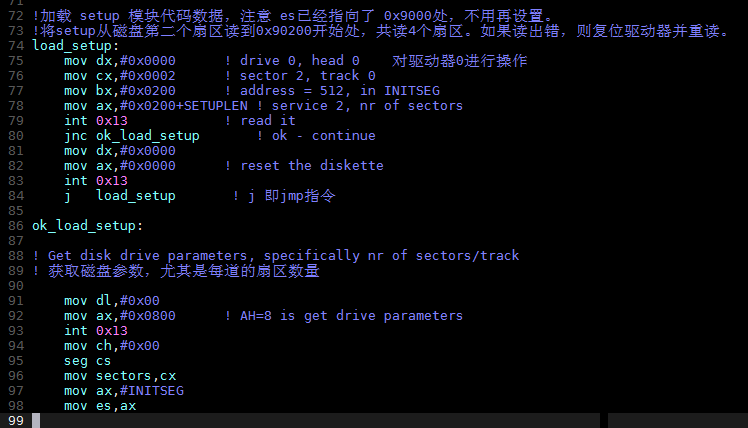 71
72 !加载 setup 模块代码数据，注意 es已经指向了 0x9000处，不用再设置。
73 !将setup从磁盘第二个扇区读到0x90200开始处，共读4个扇区。如果读出错，则复位驱动器并重读。
74 load_setup:
75     mov dx,#0x0000      ! drive 0, head 0    对驱动器0进行操作
76     mov cx,#0x0002      ! sector 2, track 0
77     mov bx,#0x0200      ! address = 512, in INITSEG
78     mov ax,#0x0200+SETUPLEN ! service 2, nr of sectors
79     int 0x13            ! read it
80     jnc ok_load_setup       ! ok - continue
81     mov dx,#0x0000
82     mov ax,#0x0000      ! reset the diskette
83     int 0x13
84     j   load_setup       ! j 即jmp指令
85
86 ok_load_setup:
87
88 ! Get disk drive parameters, specifically nr of sectors/track
89 ! 获取磁盘参数，尤其是每道的扇区数量
90
91     mov dl,#0x00
92     mov ax,#0x0800      ! AH=8 is get drive parameters
93     int 0x13
94     mov ch,#0x00
95     seg cs
96     mov sectors,cx
97     mov ax,#INITSEG
98     mov es,ax
99